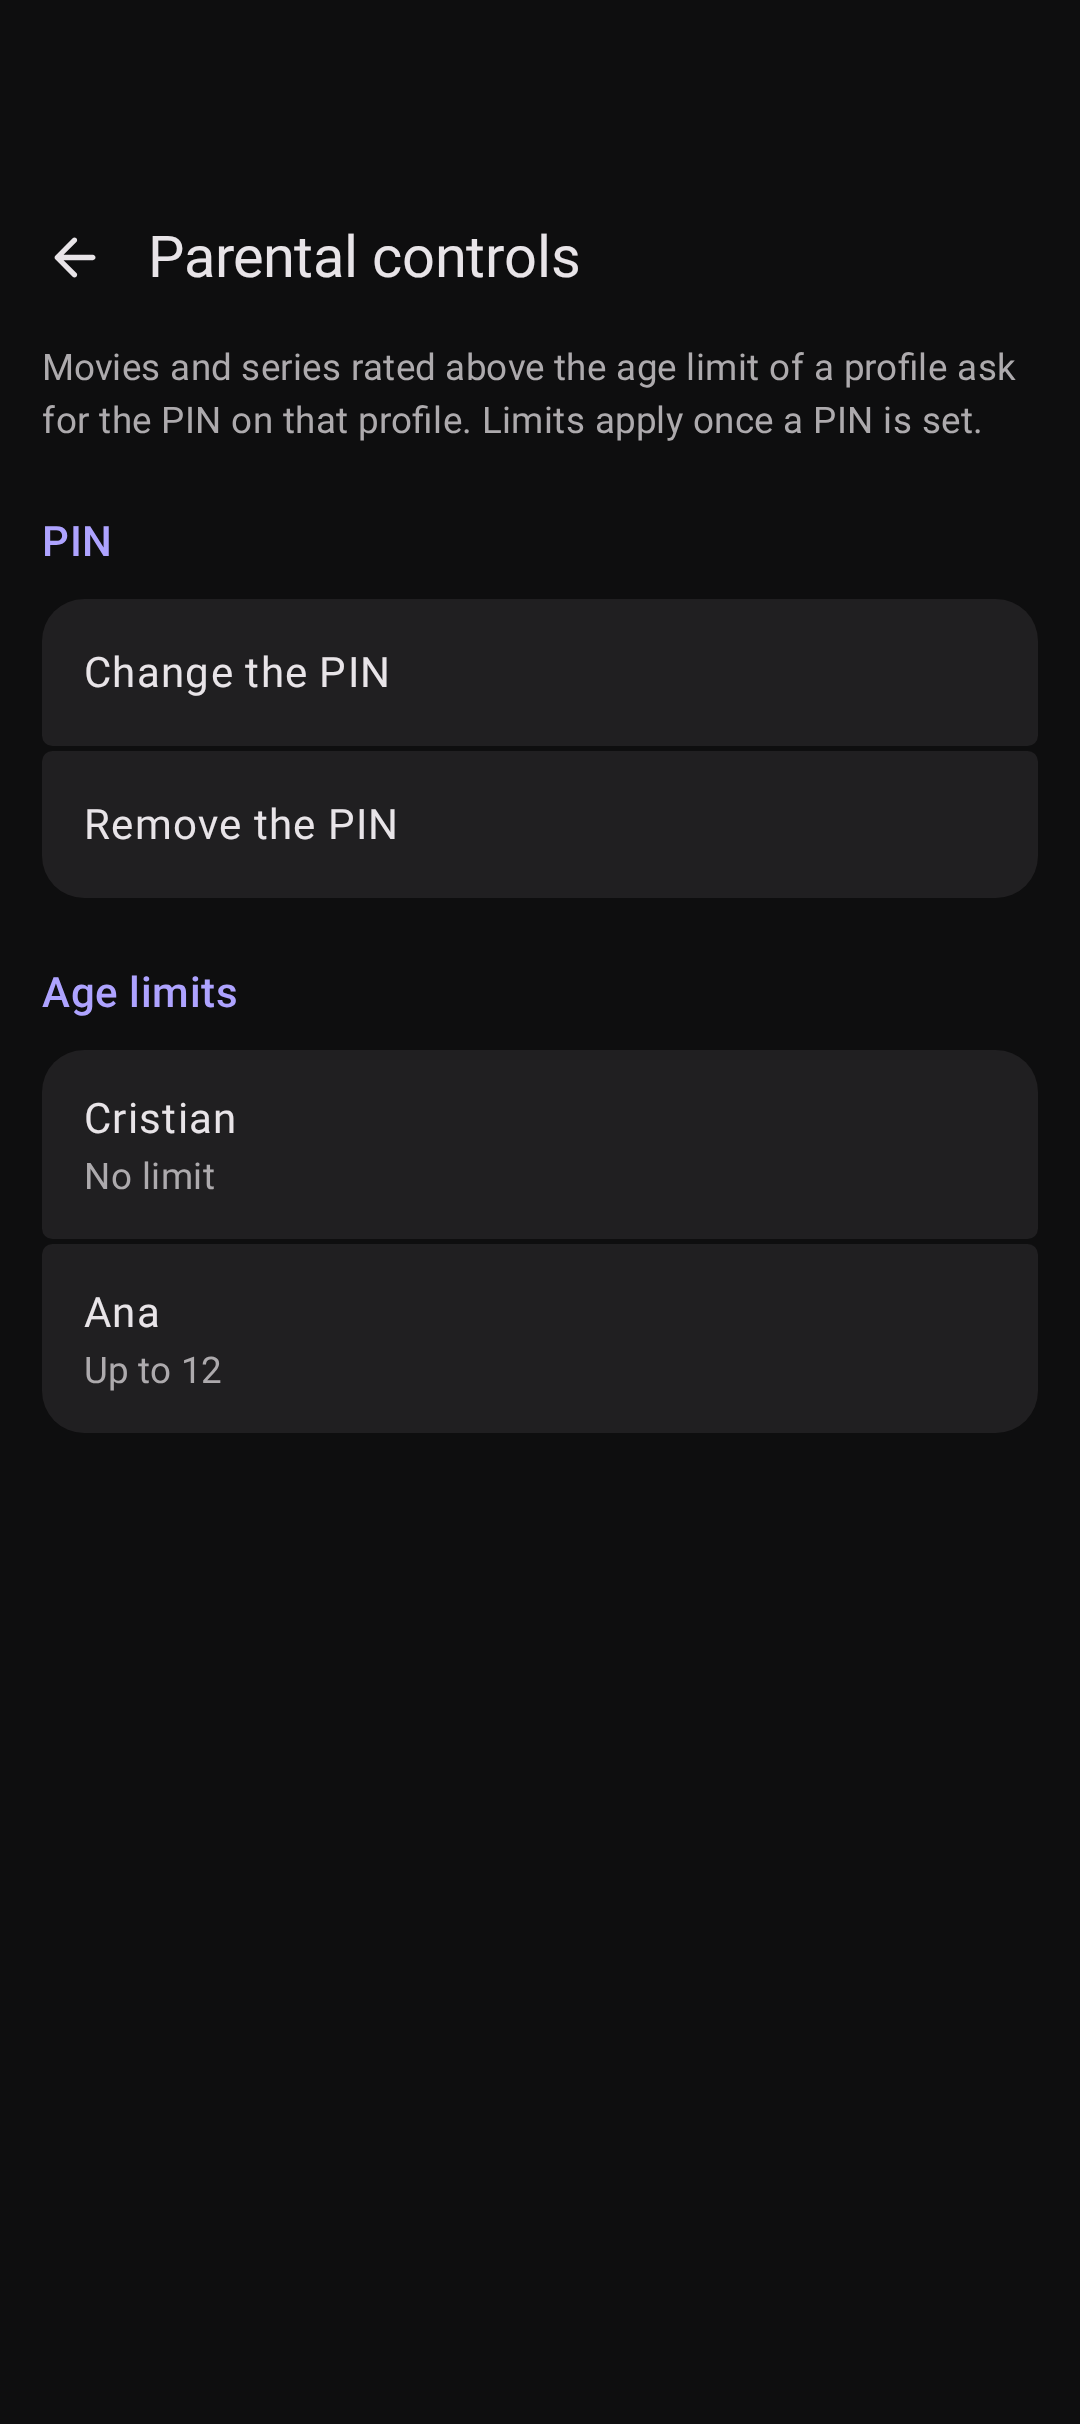 Parental controls
Movies and series rated above the age limit of a profile ask
for the PIN on that profile. Limits apply once a PIN is set.
PIN
Change the PIN
Remove the PIN
Age limits
Cristian
No limit
Ana
Up to 12